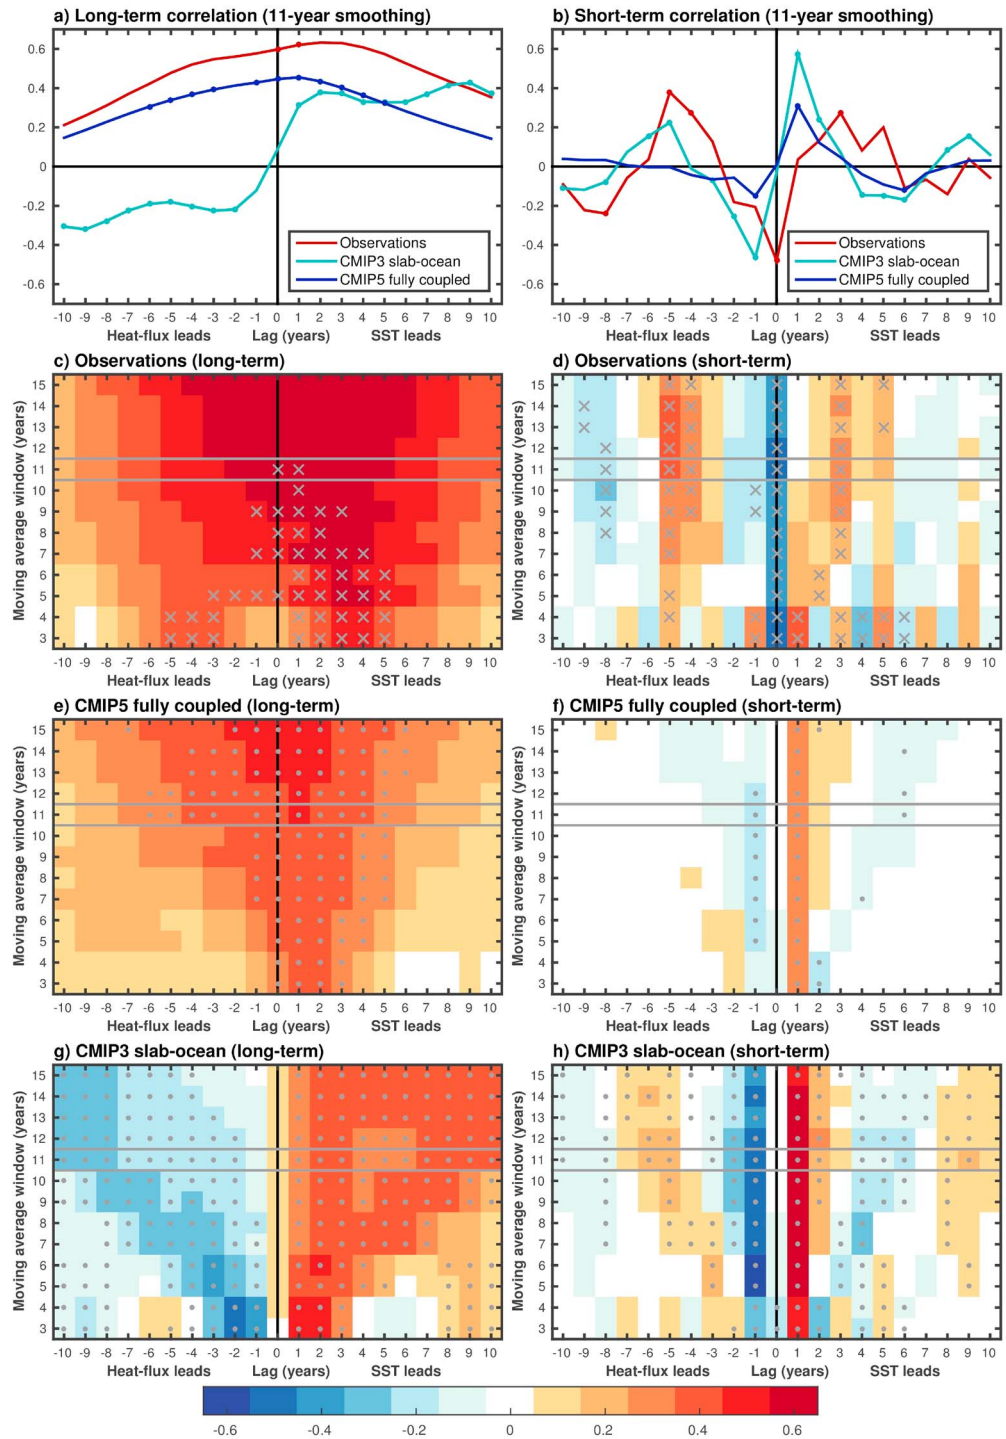 a) Long-term correlation (11-year smoothing)
0.6
0.4
0.2
0
-0.2
-0.4
-0.6
Observations
CMIP3 slab-ocean
CMIP5 fully coupled
-10 -9 -8 -7 -6 -5 -4 -3 -2 -1 0 1 2 3 4 5 6 7 8 9 10
Heat-flux leads Lag (years) SST leads
b) Short-term correlation (11-year smoothing)
0.6
0.4
0.2
0
-0.2
-0.4
-0.6
Observations
CMIP3 slab-ocean
CMIP5 fully coupled
-10 -9 -8 -7 -6 -5 -4 -3 -2 -1 0 1 2 3 4 5 6 7 8 9 10
Heat-flux leads Lag (years) SST leads
c) Observations (long-term)
Moving average window (years)
15
14
13
12
11
10
9
8
7
6
5
4
3
-10 -9 -8 -7 -6 -5 -4 -3 -2 -1 0 1 2 3 4 5 6 7 8 9 10
Heat-flux leads Lag (years) SST leads
d) Observations (short-term)
Moving average window (years)
15
14
13
12
11
10
9
8
7
6
5
4
3
-10 -9 -8 -7 -6 -5 -4 -3 -2 -1 0 1 2 3 4 5 6 7 8 9 10
Heat-flux leads Lag (years) SST leads
e) CMIP5 fully coupled (long-term)
Moving average window (years)
15
14
13
12
11
10
9
8
7
6
5
4
3
-10 -9 -8 -7 -6 -5 -4 -3 -2 -1 0 1 2 3 4 5 6 7 8 9 10
Heat-flux leads Lag (years) SST leads
f) CMIP5 fully coupled (short-term)
Moving average window (years)
15
14
13
12
11
10
9
8
7
6
5
4
3
-10 -9 -8 -7 -6 -5 -4 -3 -2 -1 0 1 2 3 4 5 6 7 8 9 10
Heat-flux leads Lag (years) SST leads
g) CMIP3 slab-ocean (long-term)
Moving average window (years)
15
14
13
12
11
10
9
8
7
6
5
4
3
-10 -9 -8 -7 -6 -5 -4 -3 -2 -1 0 1 2 3 4 5 6 7 8 9 10
Heat-flux leads Lag (years) SST leads
h) CMIP3 slab-ocean (short-term)
Moving average window (years)
15
14
13
12
11
10
9
8
7
6
5
4
3
-10 -9 -8 -7 -6 -5 -4 -3 -2 -1 0 1 2 3 4 5 6 7 8 9 10
Heat-flux leads Lag (years) SST leads
-0.6 -0.4 -0.2 0 0.2 0.4 0.6